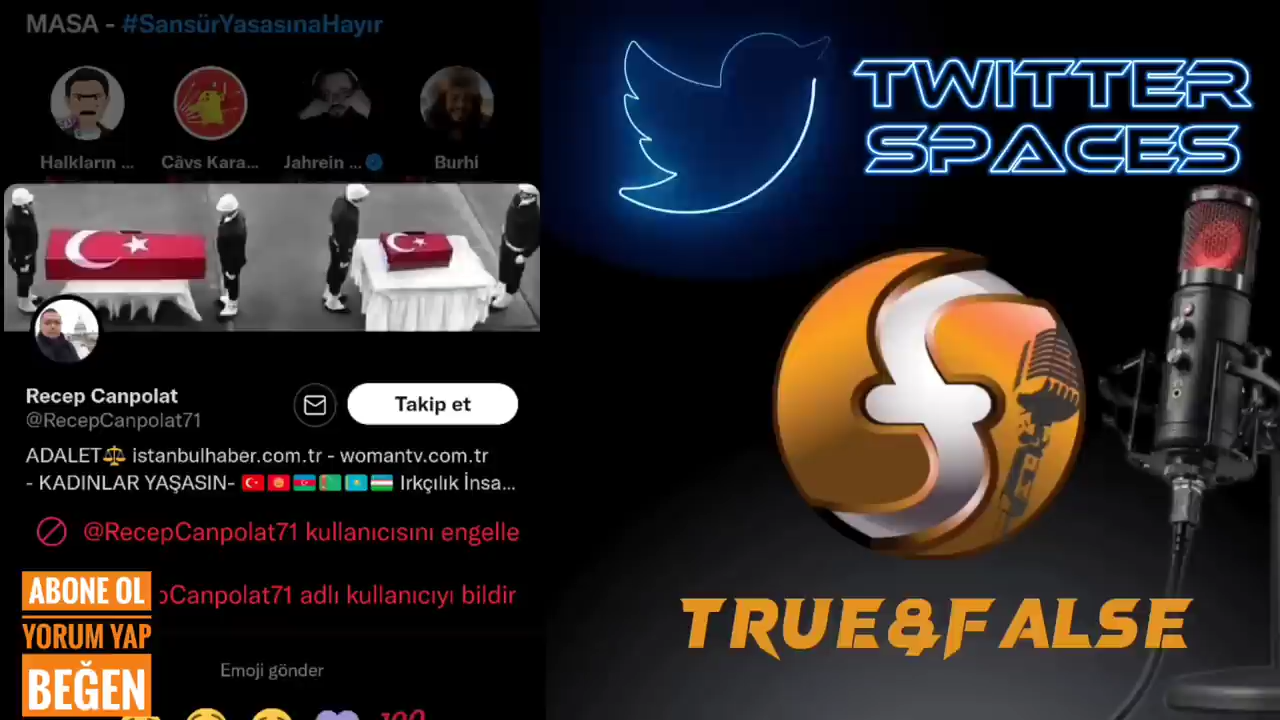 MASA - #SansürYasasınaHayır
Halkların ...
Câvs Kara...
Jahrein ...
Burhi
Recep Canpolat
@RecepCanpolat71
Takip et
ADALET⚖️ istanbulhaber.com.tr - womantv.com.tr
- KADINLAR YAŞASIN- 🇹🇷🇰🇬🇦🇿🇹🇲🇰🇿🇺🇿 Irkçılık İnsa...
@RecepCanpolat71 kullanıcısını engelle
pCanpolat71 adlı kullanıcıyı bildir
ABONE OL
YORUM YAP
BEĞEN
Emoji gönder
TWITTER
SPACES
TRUE&FALSE